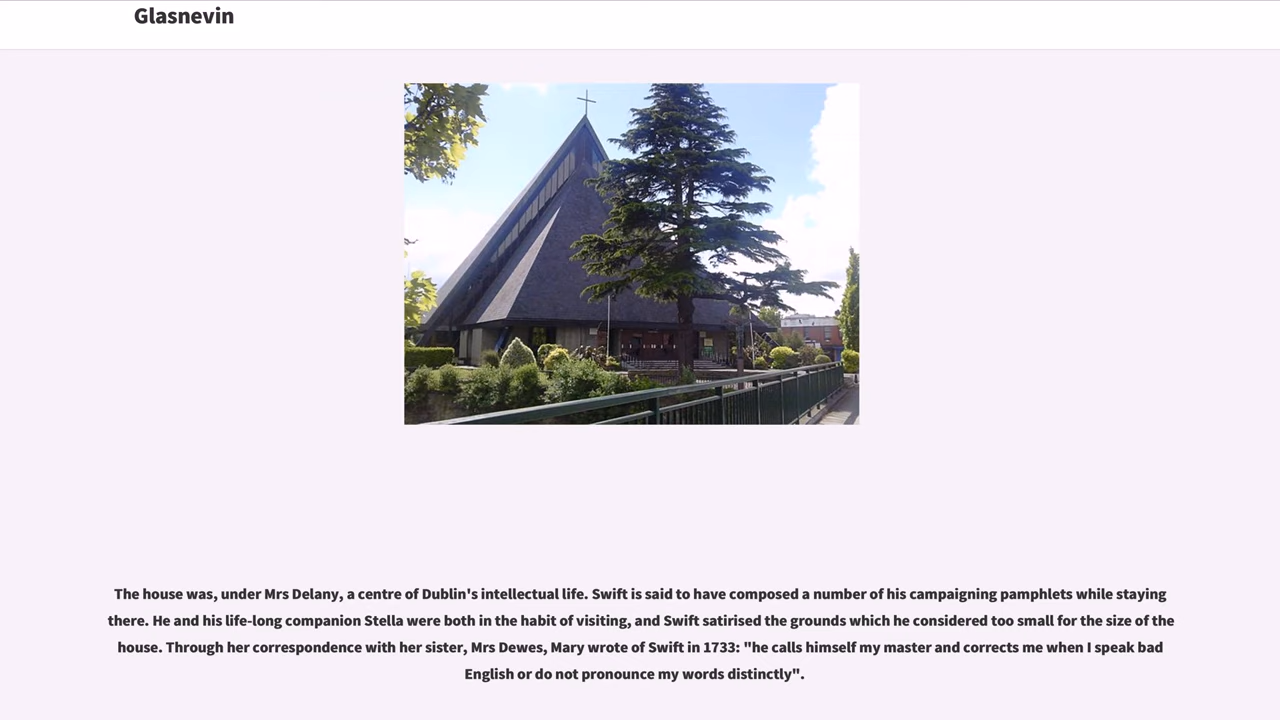 Glasnevin
The house was, under Mrs Delany, a centre of Dublin's intellectual life. Swift is said to have composed a number of his campaigning pamphlets while staying
there. He and his life-long companion Stella were both in the habit of visiting, and Swift satirised the grounds which he considered too small for the size of the
house. Through her correspondence with her sister, Mrs Dewes, Mary wrote of Swift in 1733: "he calls himself my master and corrects me when I speak bad
English or do not pronounce my words distinctly".